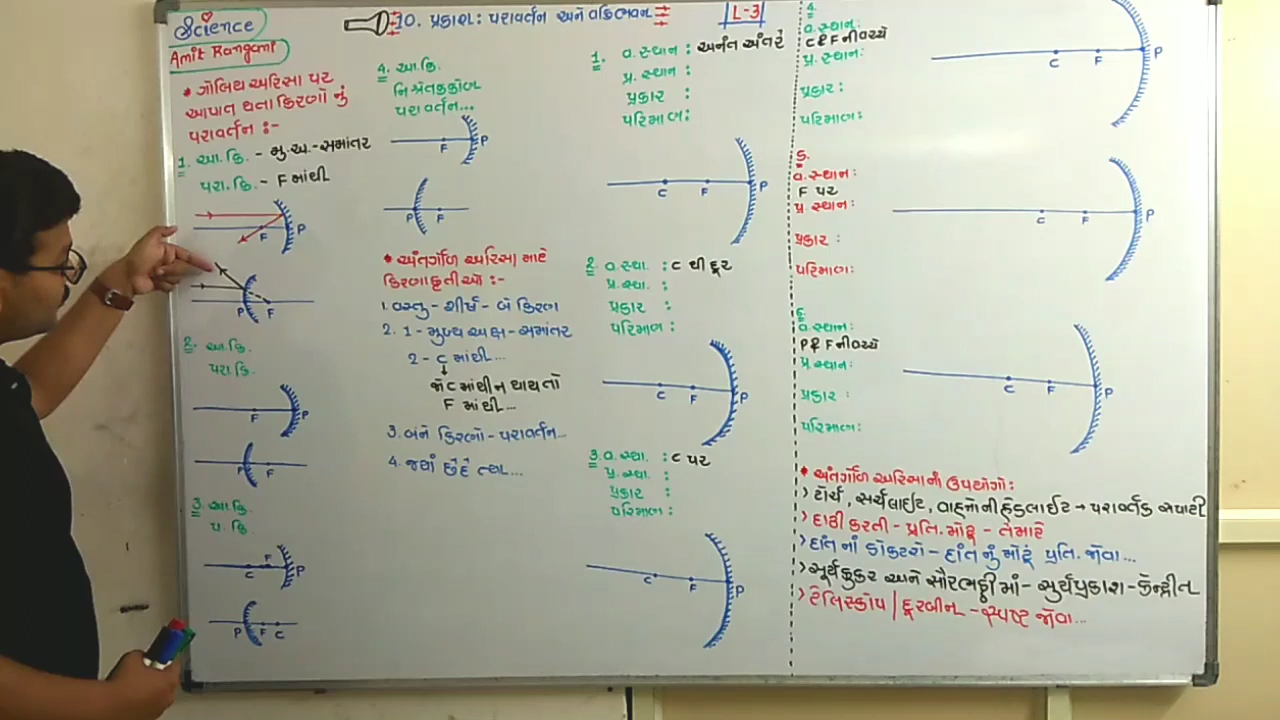 Science
Amit Rangani
10. પ્રકાશ: પરાવર્તન અને વક્રીભવન
L-3
* ગોલિય અરિસા પર
આપાત થતા કિરણો નું
પરાવર્તન :-
1. આ.કિ. - મુ.અ.-સમાંતર
પરા.કિ. - F માંથી
F
P
P F
2. આ.કિ.
પરા.કિ.
F
P
P F
3. આ.કિ.
પ. કિ
C F
P
P F C
4. આ.કિ.
પરાવર્તન...
F
P
P F
* અંતર્ગોળ અરિસા માટે
કિરણાકૃતીઓ :-
1. વસ્તુ - શીર્ષ - બે કિરણ
2. 1 - મુખ્ય અક્ષ - સમાંતર
2 - C માંથી...
જો C માંથી ન થાય તો
F માંથી...
3. બંને કિરણો - પરાવર્તન...
4. જ્યાં છેદે ત્યાં...
1. વ. સ્થાન : અનંત અંતરે
પ્ર. સ્થાન :
પ્રકાર :
પરિમાણ:
C F P
2. વ. સ્થા. : C થી દૂર
પ્ર. સ્થા. :
પ્રકાર :
પરિમાણ :
C F P
3. વ. સ્થા. : C પર
પ્ર. સ્થા. :
પ્રકાર :
પરિમાણ :
C F P
4.
વ. સ્થાન:
C & F ની વચ્ચે
પ્ર. સ્થાન:
પ્રકાર :
પરિમાણ:
C F P
5.
વ. સ્થાન:
F પર
પ્ર. સ્થાન:
પ્રકાર :
પરિમાણ:
C F P
6.
વ. સ્થાન:
P & F ની વચ્ચે
પ્ર. સ્થાન:
પ્રકાર :
પરિમાણ:
C F P
* અંતર્ગોળ અરિસાનાં ઉપયોગો:
> ટોર્ચ, સર્ચલાઈટ, વાહનોની હેડલાઈટ → પરાવર્તક સપાટી
> દાઢી કરતી - પ્રતિ. મોટું - તેમારે
> દાંત નાં ડોક્ટરો - દાંત નું મોટું પ્રતિ. જોવા...
> સૂર્યકુકર અને સૌરભઠ્ઠીમાં - સુર્યપ્રકાશ - કેન્દ્રીત
> ટેલિસ્કોપ / દૂરબીન - સ્પષ્ટ જોવા...